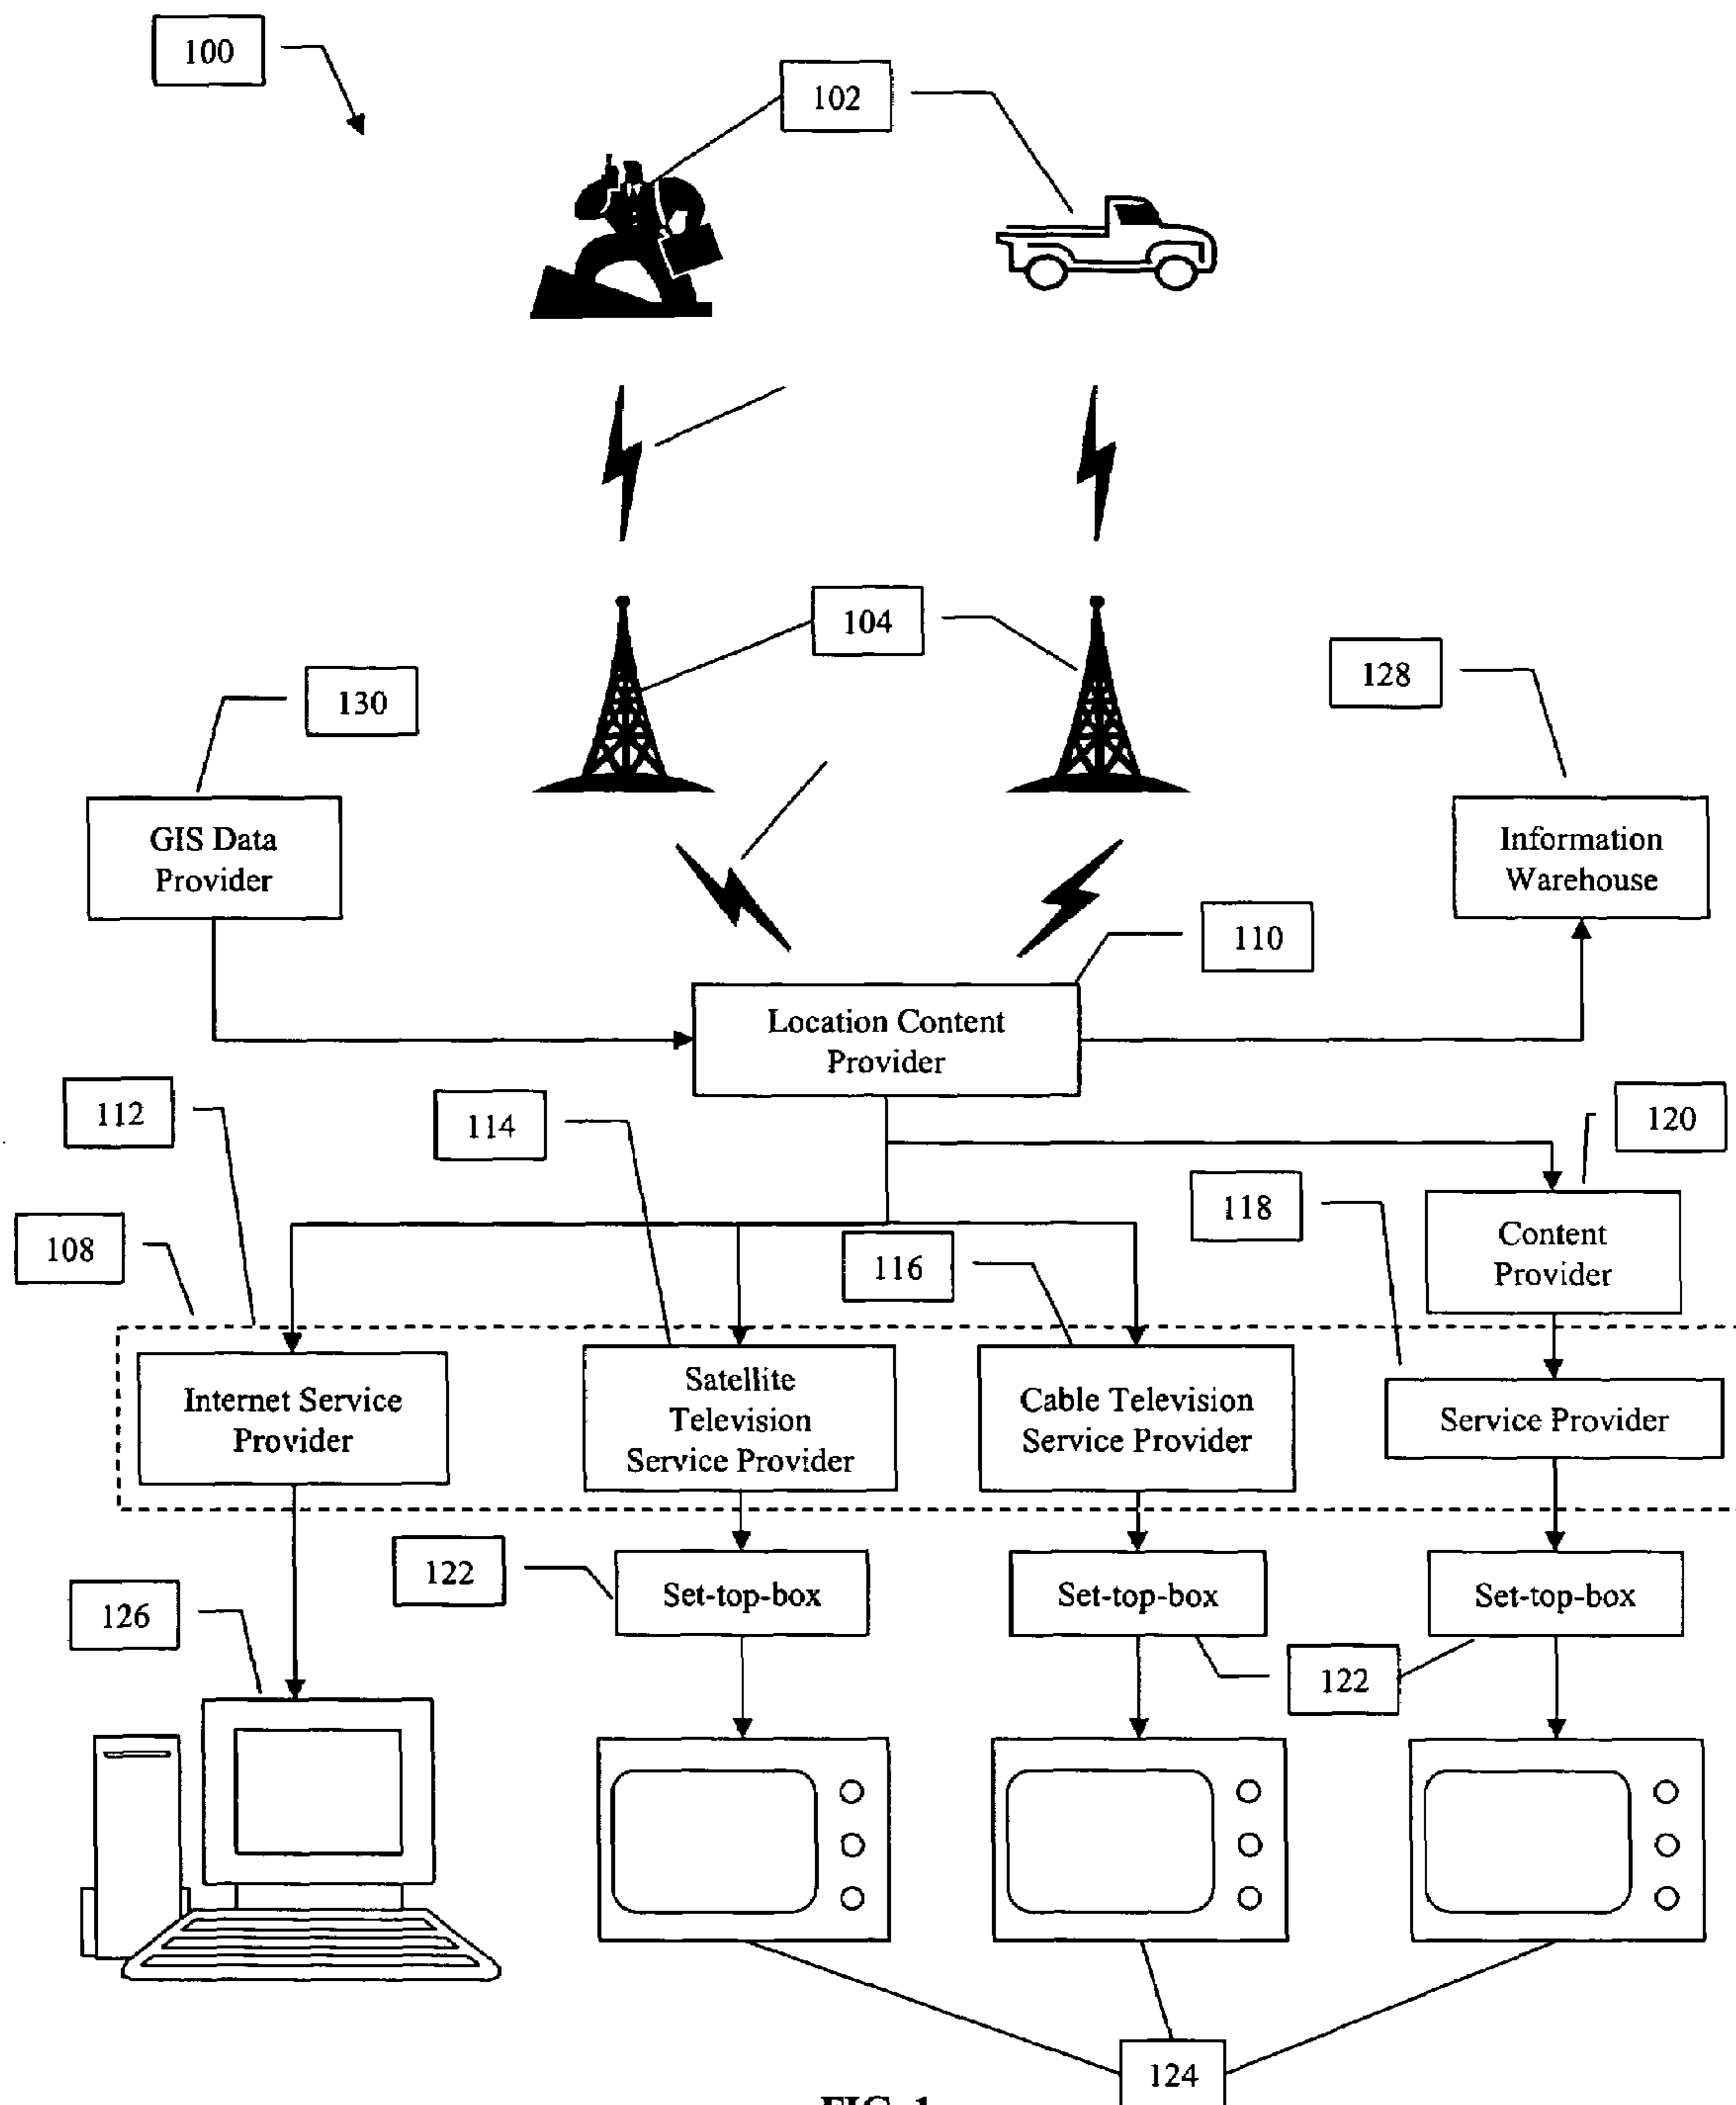 100
102
104
130
128
GIS Data
Provider
Information
Warehouse
110
Location Content
Provider
112
114
120
118
108
116
Content
Provider
Internet Service
Provider
Satellite
Television
Service Provider
Cable Television
Service Provider
Service Provider
122
Set-top-box
Set-top-box
Set-top-box
126
122
124
FIG. 1